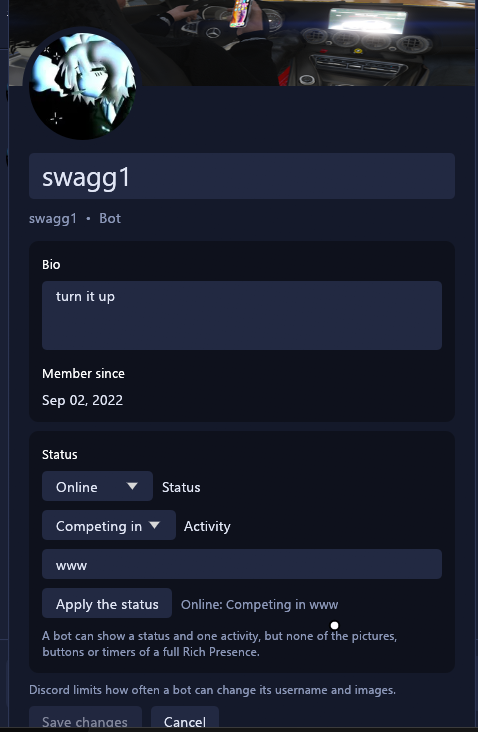 swagg1
swagg1 • Bot
Bio
turn it up
Member since
Sep 02, 2022
Status
Online Status
Competing in Activity
www
Apply the status Online: Competing in www
A bot can show a status and one activity, but none of the pictures,
buttons or timers of a full Rich Presence.
Discord limits how often a bot can change its username and images.
Save changes Cancel